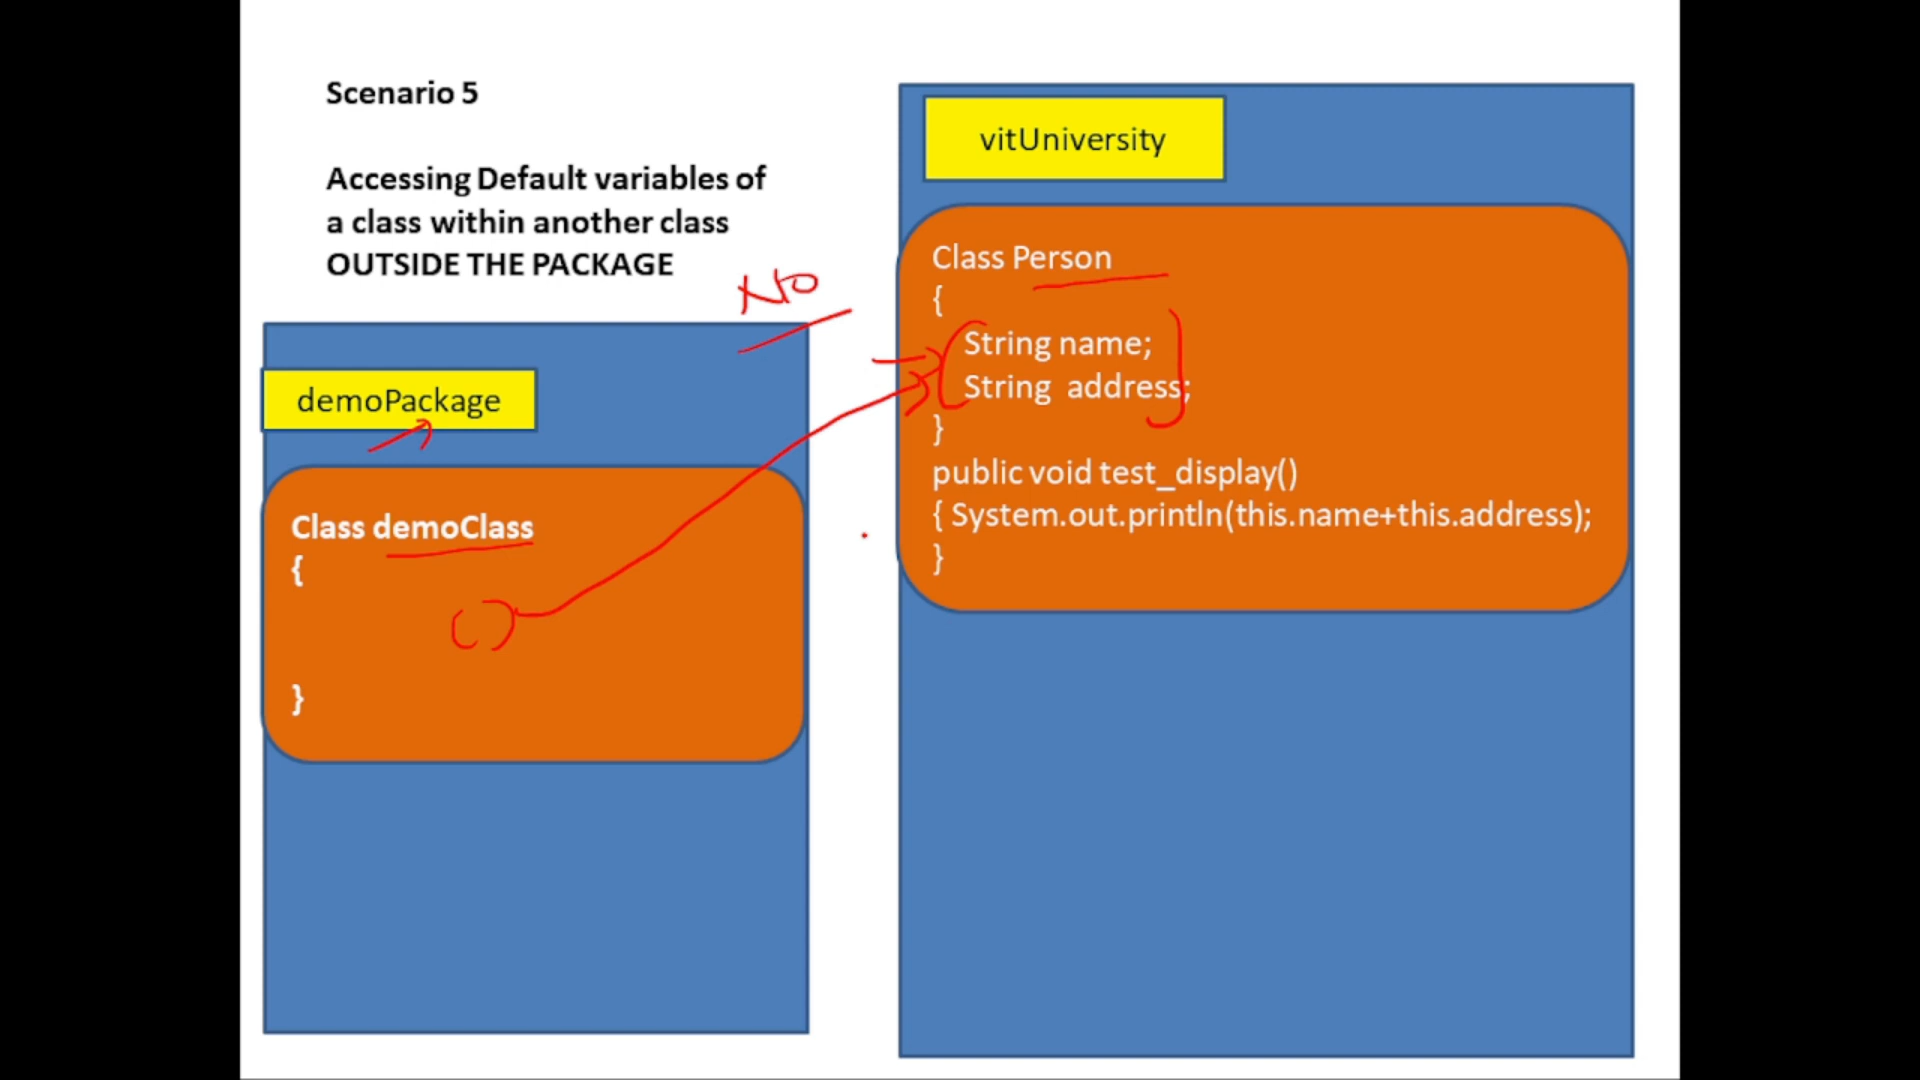 Scenario 5
Accessing Default variables of
a class within another class
OUTSIDE THE PACKAGE
NO
demoPackage
Class demoClass
{
}
vitUniversity
Class Person
{
String name;
String address;
}
public void test_display()
{ System.out.println(this.name+this.address);
}